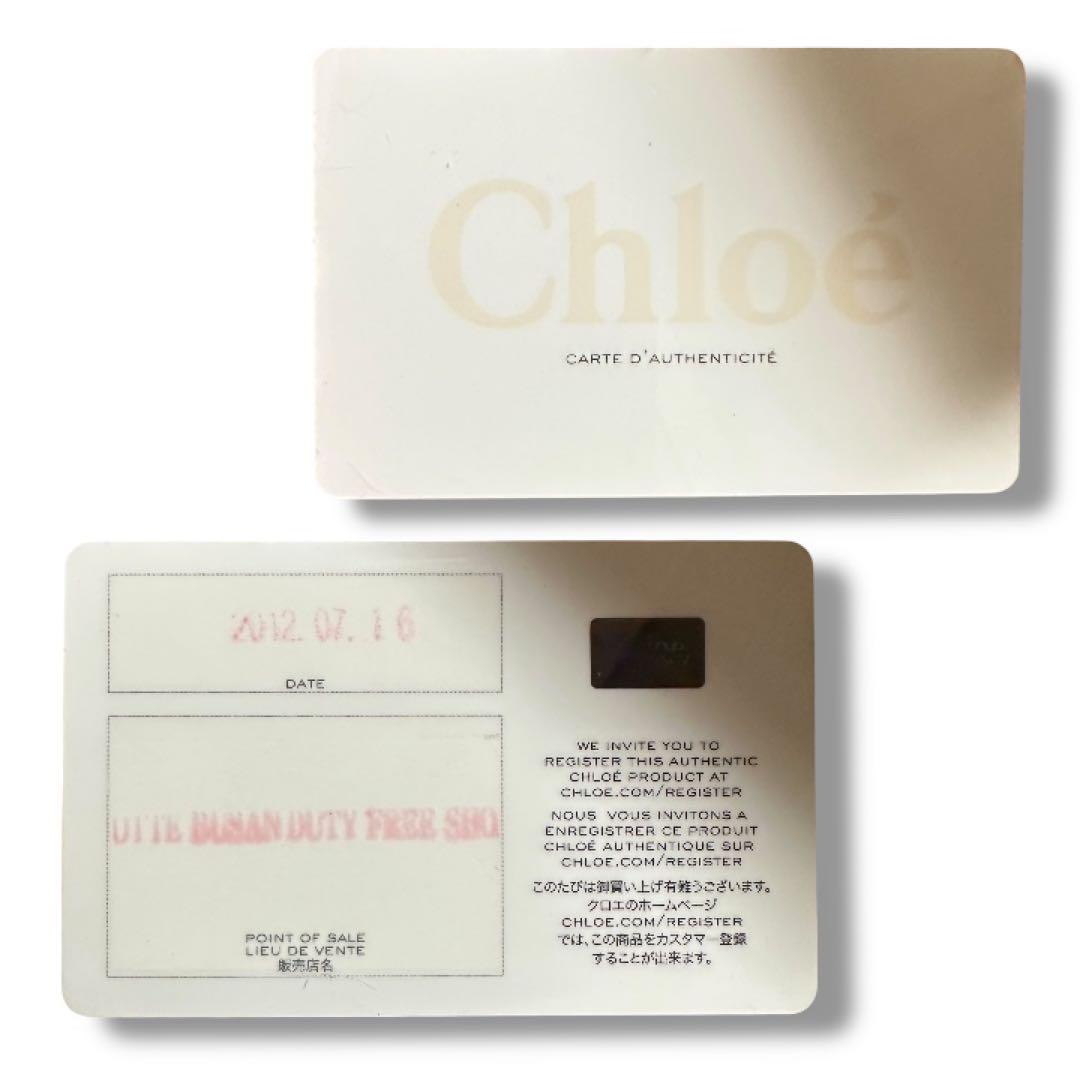 Chloé
CARTE D'AUTHENTICITÉ
2012. 07. 16
DATE
OTTE BUSAN DUTY FREE SHO
POINT OF SALE
LIEU DE VENTE
販売店名
WE INVITE YOU TO
REGISTER THIS AUTHENTIC
CHLOÉ PRODUCT AT
CHLOE.COM/REGISTER
NOUS VOUS INVITONS A
ENREGISTRER CE PRODUIT
CHLOÉ AUTHENTIQUE SUR
CHLOE.COM/REGISTER
このたびは御買い上げ有難うございます。
クロエのホームページ
CHLOE.COM/REGISTER
では、この商品をカスタマー登録
することが出来ます。